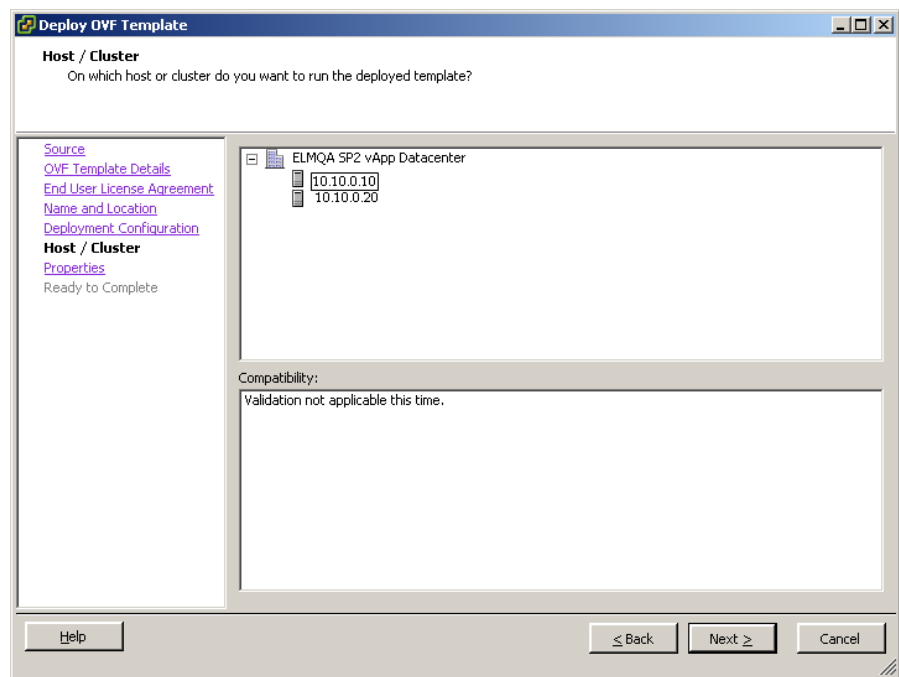 Deploy OVF Template
Host / Cluster
On which host or cluster do you want to run the deployed template?
Source
OVF Template Details
End User License Agreement
Name and Location
Deployment Configuration
Host / Cluster
Properties
Ready to Complete
ELMQA SP2 vApp Datacenter
10.10.0.10
10.10.0.20
Compatibility:
Validation not applicable this time.
Help
≤ Back
Next ≥
Cancel